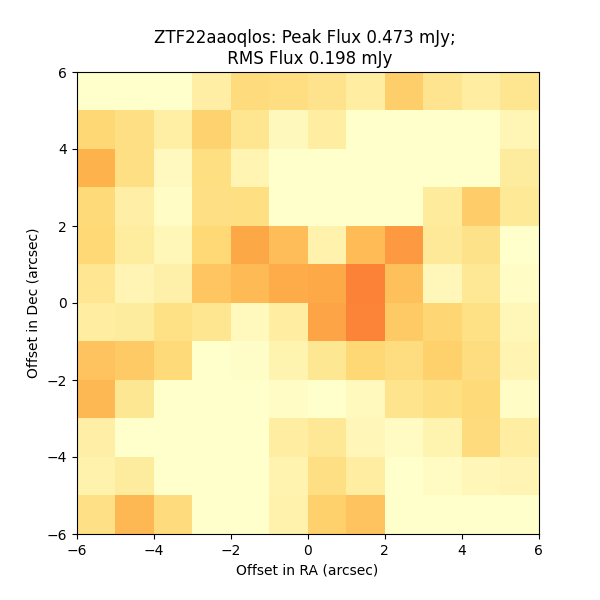 ZTF22aaoqlos: Peak Flux 0.473 mJy;
RMS Flux 0.198 mJy
6
4
2
0
−2
−4
−6
Offset in Dec (arcsec)
−6 −4 −2 0 2 4 6
Offset in RA (arcsec)